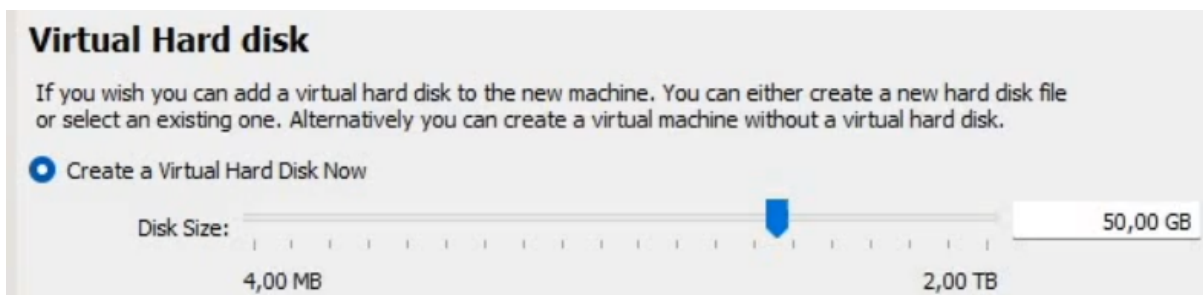 Virtual Hard disk
If you wish you can add a virtual hard disk to the new machine. You can either create a new hard disk file
or select an existing one. Alternatively you can create a virtual machine without a virtual hard disk.
Create a Virtual Hard Disk Now
Disk Size:
50,00 GB
4,00 MB
2,00 TB